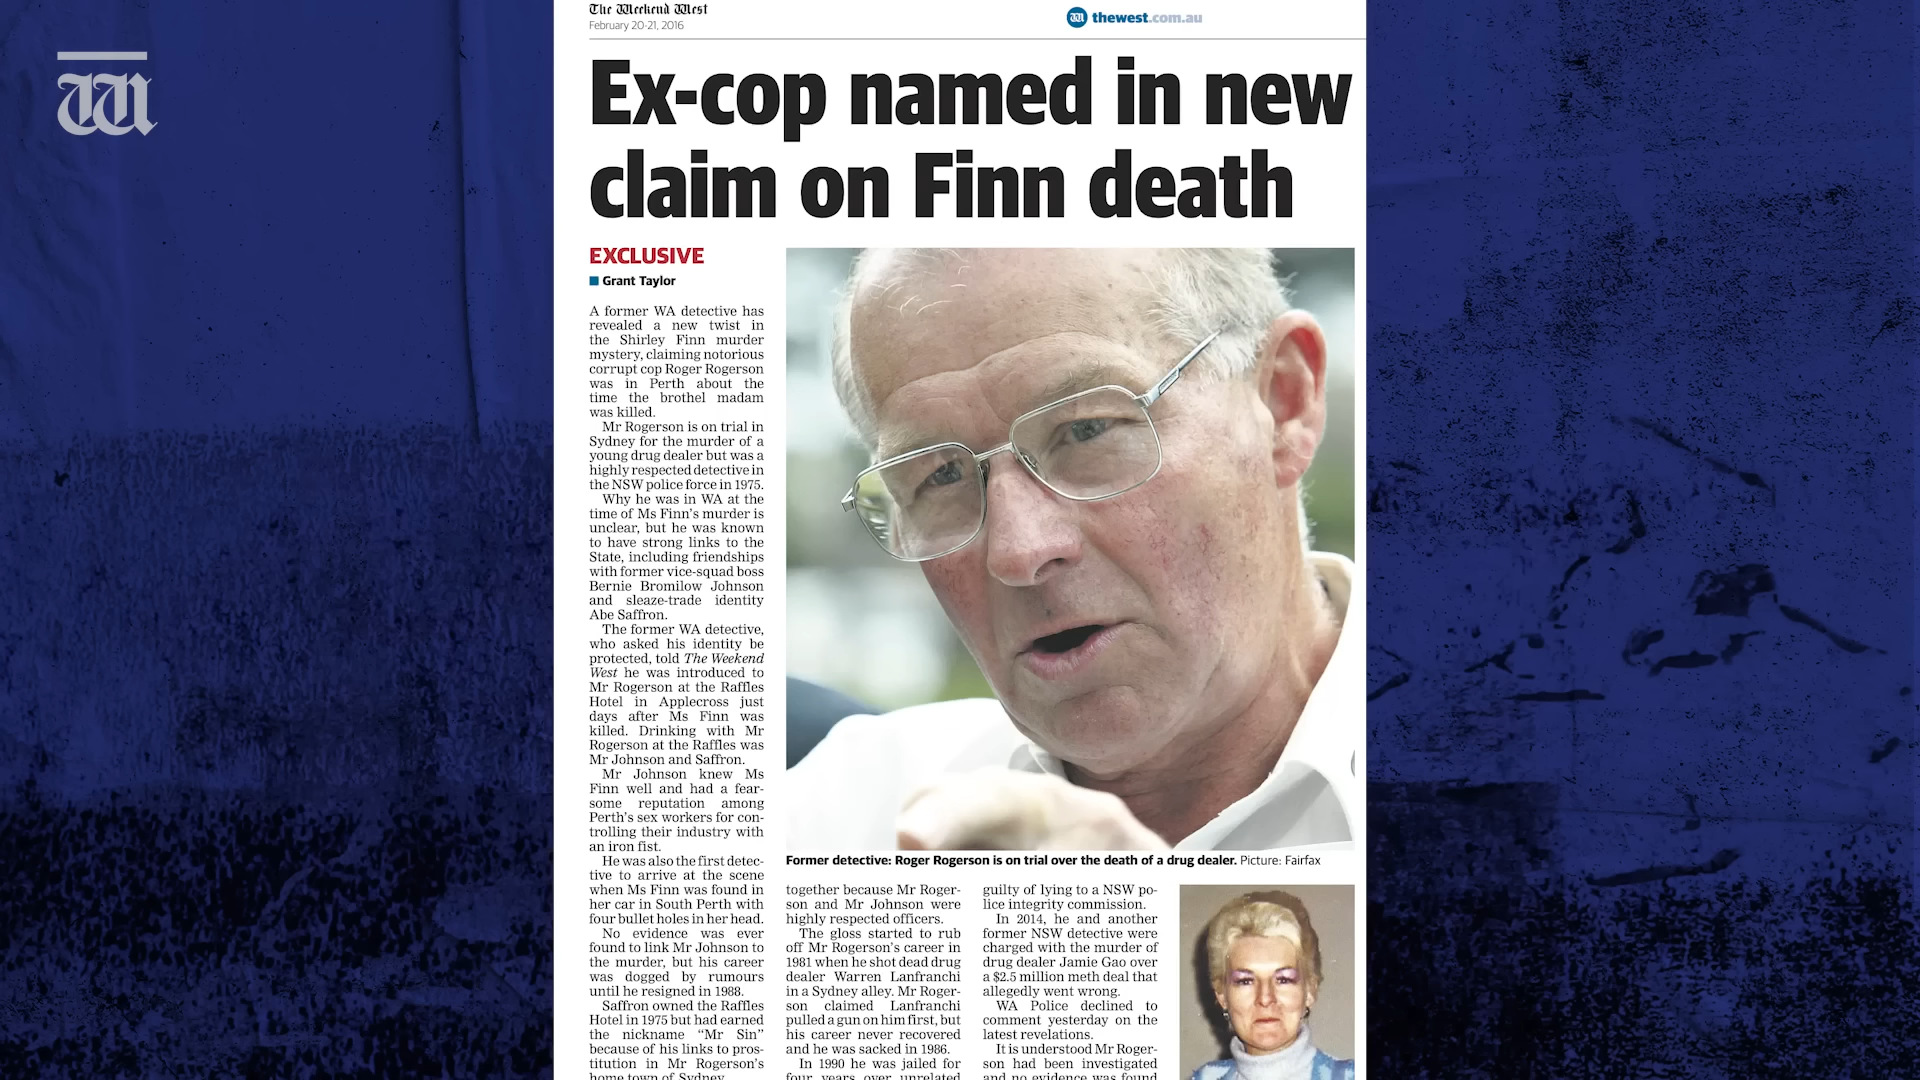 The Weekend West
February 20-21, 2016
W thewest.com.au
W
Ex-cop named in new
claim on Finn death
EXCLUSIVE
Grant Taylor
A former WA detective has
revealed a new twist in
the Shirley Finn murder
mystery, claiming notorious
corrupt cop Roger Rogerson
was in Perth about the
time the brothel madam
was killed.
Mr Rogerson is on trial in
Sydney for the murder of a
young drug dealer but was a
highly respected detective in
the NSW police force in 1975.
Why he was in WA at the
time of Ms Finn's murder is
unclear, but he was known
to have strong links to the
State, including friendships
with former vice-squad boss
Bernie Bromilow Johnson
and sleaze-trade identity
Abe Saffron.
The former WA detective,
who asked his identity be
protected, told The Weekend
West he was introduced to
Mr Rogerson at the Raffles
Hotel in Applecross just
days after Ms Finn was
killed. Drinking with Mr
Rogerson at the Raffles was
Mr Johnson and Saffron.
Mr Johnson knew Ms
Finn well and had a fear-
some reputation among
Perth's sex workers for con-
trolling their industry with
an iron fist.
He was also the first detec-
tive to arrive at the scene
when Ms Finn was found in
her car in South Perth with
four bullet holes in her head.
No evidence was ever
found to link Mr Johnson to
the murder, but his career
was dogged by rumours
until he resigned in 1988.
Saffron owned the Raffles
Hotel in 1975 but had earned
the nickname "Mr Sin"
because of his links to pros-
titution in Mr Rogerson's
home town of Sydney
Former detective: Roger Rogerson is on trial over the death of a drug dealer. Picture: Fairfax
together because Mr Roger-
son and Mr Johnson were
highly respected officers.
The gloss started to rub
off Mr Rogerson's career in
1981 when he shot dead drug
dealer Warren Lanfranchi
in a Sydney alley. Mr Roger-
son claimed Lanfranchi
pulled a gun on him first, but
his career never recovered
and he was sacked in 1986.
In 1990 he was jailed for
four years over unrelated
guilty of lying to a NSW po-
lice integrity commission.
In 2014, he and another
former NSW detective were
charged with the murder of
drug dealer Jamie Gao over
a $2.5 million meth deal that
allegedly went wrong.
WA Police declined to
comment yesterday on the
latest revelations.
It is understood Mr Roger-
son had been investigated
and no evidence was found